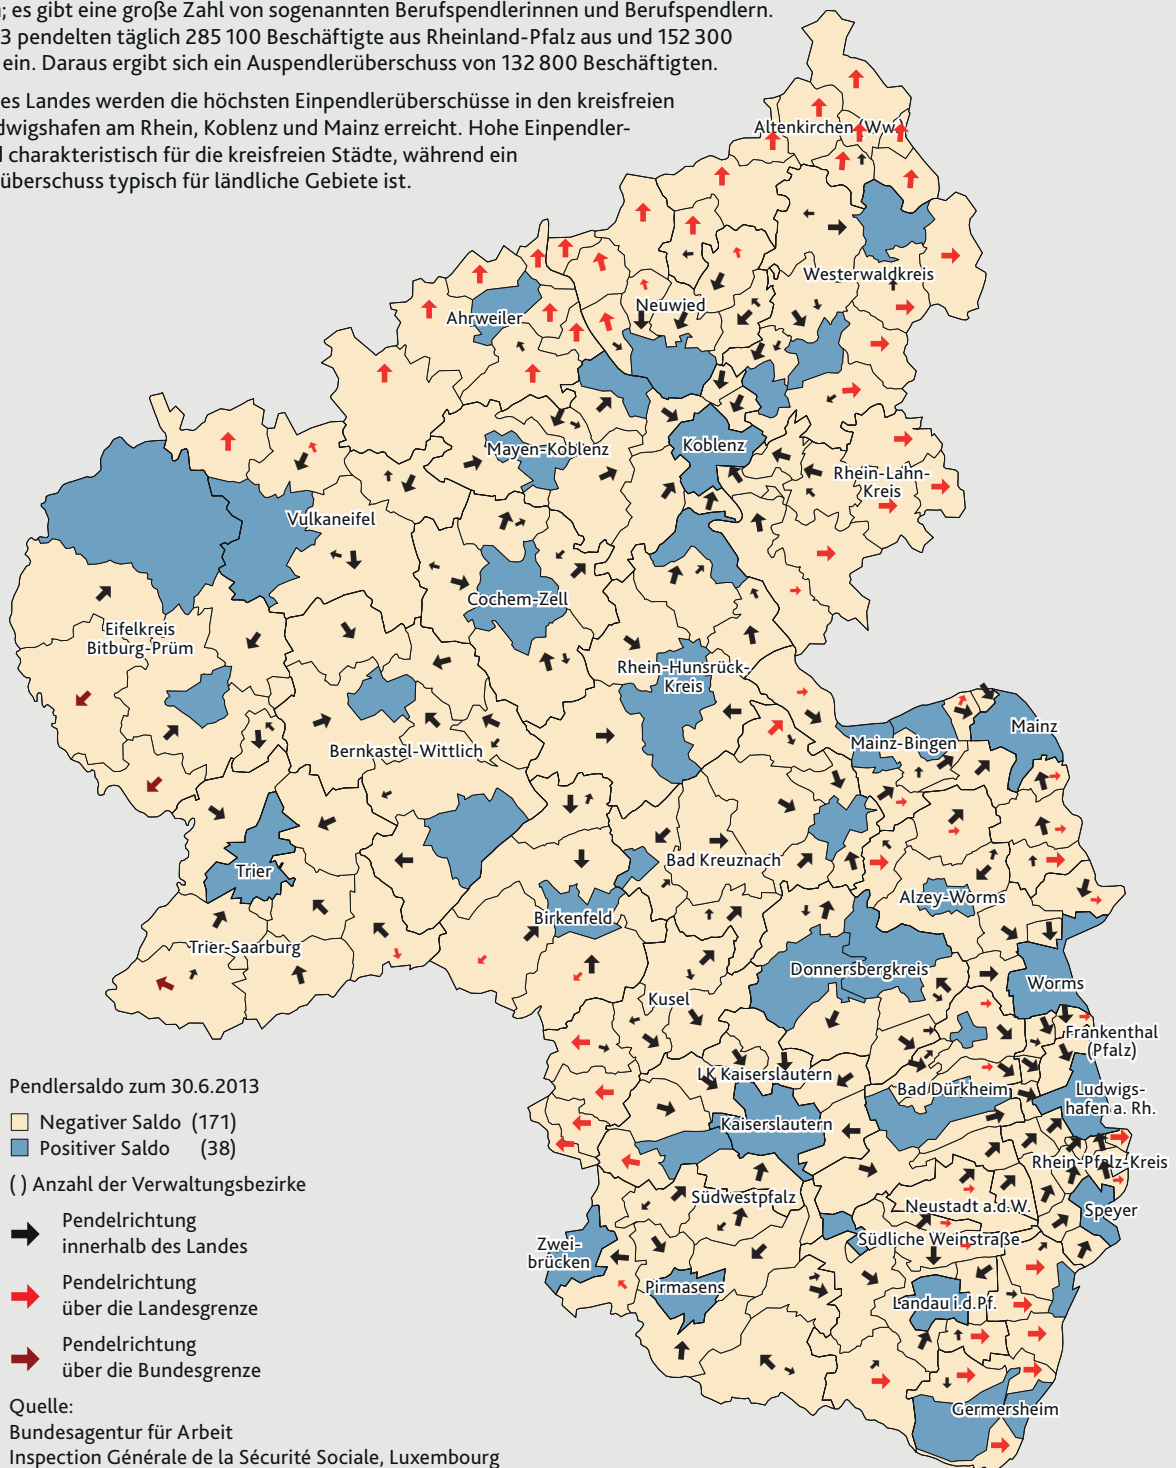 ; es gibt eine große Zahl von sogenannten Berufspendlerinnen und Berufspendlern.
3 pendelten täglich 285 100 Beschäftigte aus Rheinland-Pfalz aus und 152 300
ein. Daraus ergibt sich ein Auspendlerüberschuss von 132 800 Beschäftigten.
es Landes werden die höchsten Einpendlerüberschüsse in den kreisfreien
dwigshafen am Rhein, Koblenz und Mainz erreicht. Hohe Einpendler-
charakteristisch für die kreisfreien Städte, während ein
überschuss typisch für ländliche Gebiete ist.
Altenkirchen (Ww)
Westerwaldkreis
Neuwied
Ahrweiler
Koblenz
Mayen-Koblenz
Rhein-Lahn-
Kreis
Vulkaneifel
Cochem-Zell
Eifelkreis
Bitburg-Prüm
Rhein-Hunsrück-
Kreis
Mainz
Mainz-Bingen
Bernkastel-Wittlich
Bad Kreuznach
Trier
Alzey-Worms
Birkenfeld
Trier-Saarburg
Donnersbergkreis
Worms
Kusel
Frankenthal
(Pfalz)
LK Kaiserslautern
Bad Dürkheim
Ludwigs-
hafen a. Rh.
Kaiserslautern
Rhein-Pfalz-Kreis
Südwestpfalz
Neustadt a.d.W.
Speyer
Südliche Weinstraße
Zwei-
brücken
Pirmasens
Landau i.d.Pf.
Germersheim
Pendlersaldo zum 30.6.2013
Negativer Saldo (171)
Positiver Saldo (38)
( ) Anzahl der Verwaltungsbezirke
Pendelrichtung
innerhalb des Landes
Pendelrichtung
über die Landesgrenze
Pendelrichtung
über die Bundesgrenze
Quelle:
Bundesagentur für Arbeit
Inspection Générale de la Sécurité Sociale, Luxembourg